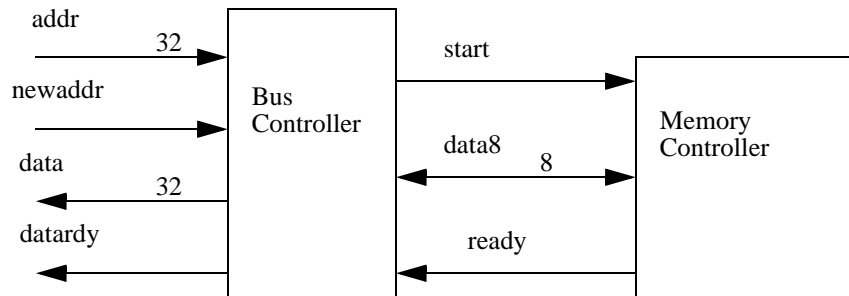 addr
32
newaddr
data
32
datardy
Bus
Controller
start
data8
8
ready
Memory
Controller